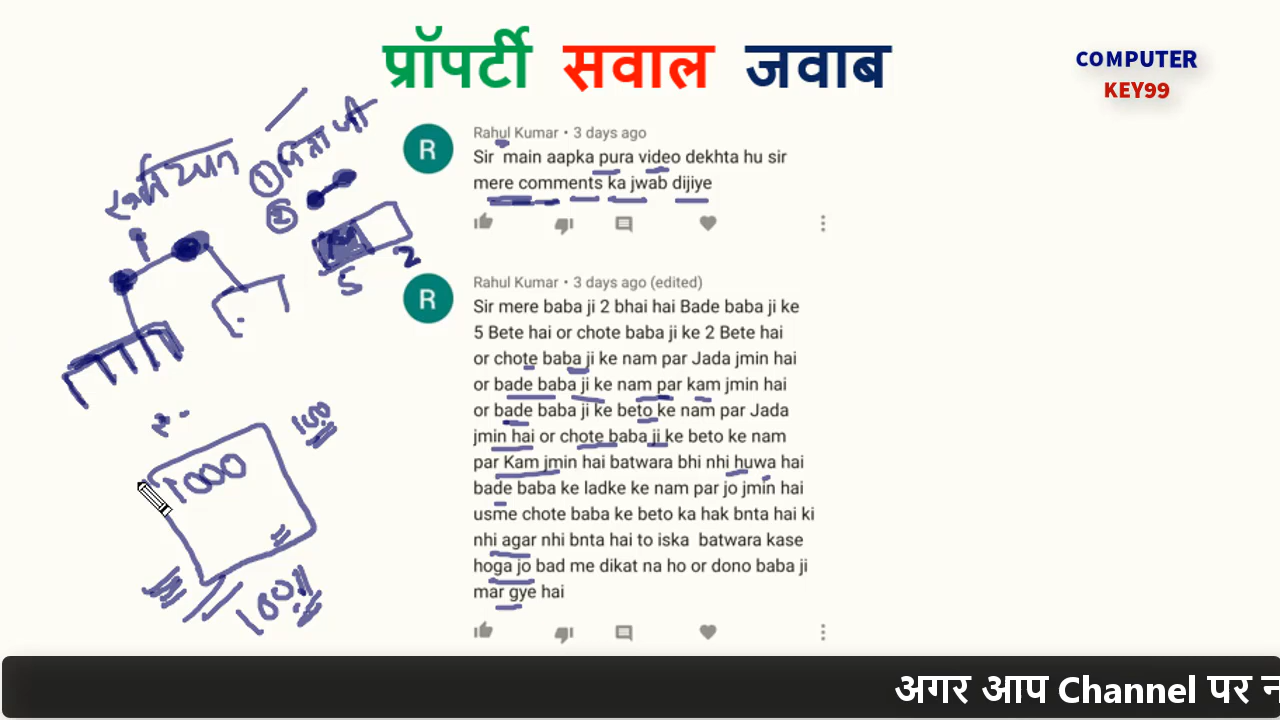 प्रॉपर्टी सवाल जवाब
COMPUTER
KEY99
Rahul Kumar • 3 days ago
Sir main aapka pura video dekhta hu sir
mere comments ka jwab dijiye
R
Rahul Kumar • 3 days ago (edited)
Sir mere baba ji 2 bhai hai Bade baba ji ke
5 Bete hai or chote baba ji ke 2 Bete hai
or chote baba ji ke nam par Jada jmin hai
or bade baba ji ke nam par kam jmin hai
or bade baba ji ke beto ke nam par Jada
jmin hai or chote baba ji ke beto ke nam
par Kam jmin hai batwara bhi nhi huwa hai
bade baba ke ladke ke nam par jo jmin hai
usme chote baba ke beto ka hak bnta hai ki
nhi agar nhi bnta hai to iska batwara kase
hoga jo bad me dikat na ho or dono baba ji
mar gye hai
R
1
2
5
2
1000
100
100
अगर आप Channel पर